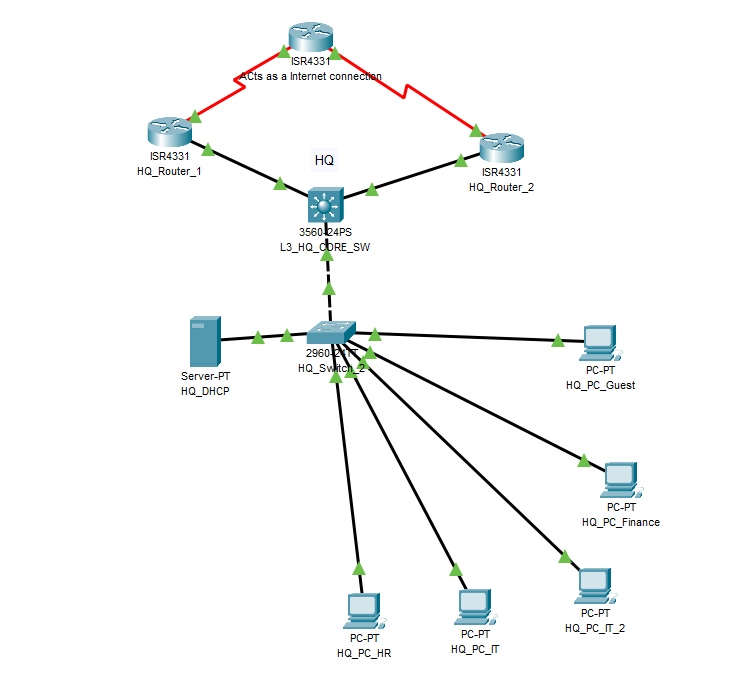 ISR4331
ACts as a Internet connection
ISR4331
HQ_Router_1
HQ
ISR4331
HQ_Router_2
3560-24PS
L3_HQ_CORE_SW
Server-PT
HQ_DHCP
2960-24TT
HQ_Switch_2
PC-PT
HQ_PC_Guest
PC-PT
HQ_PC_Finance
PC-PT
HQ_PC_IT_2
PC-PT
HQ_PC_IT
PC-PT
HQ_PC_HR